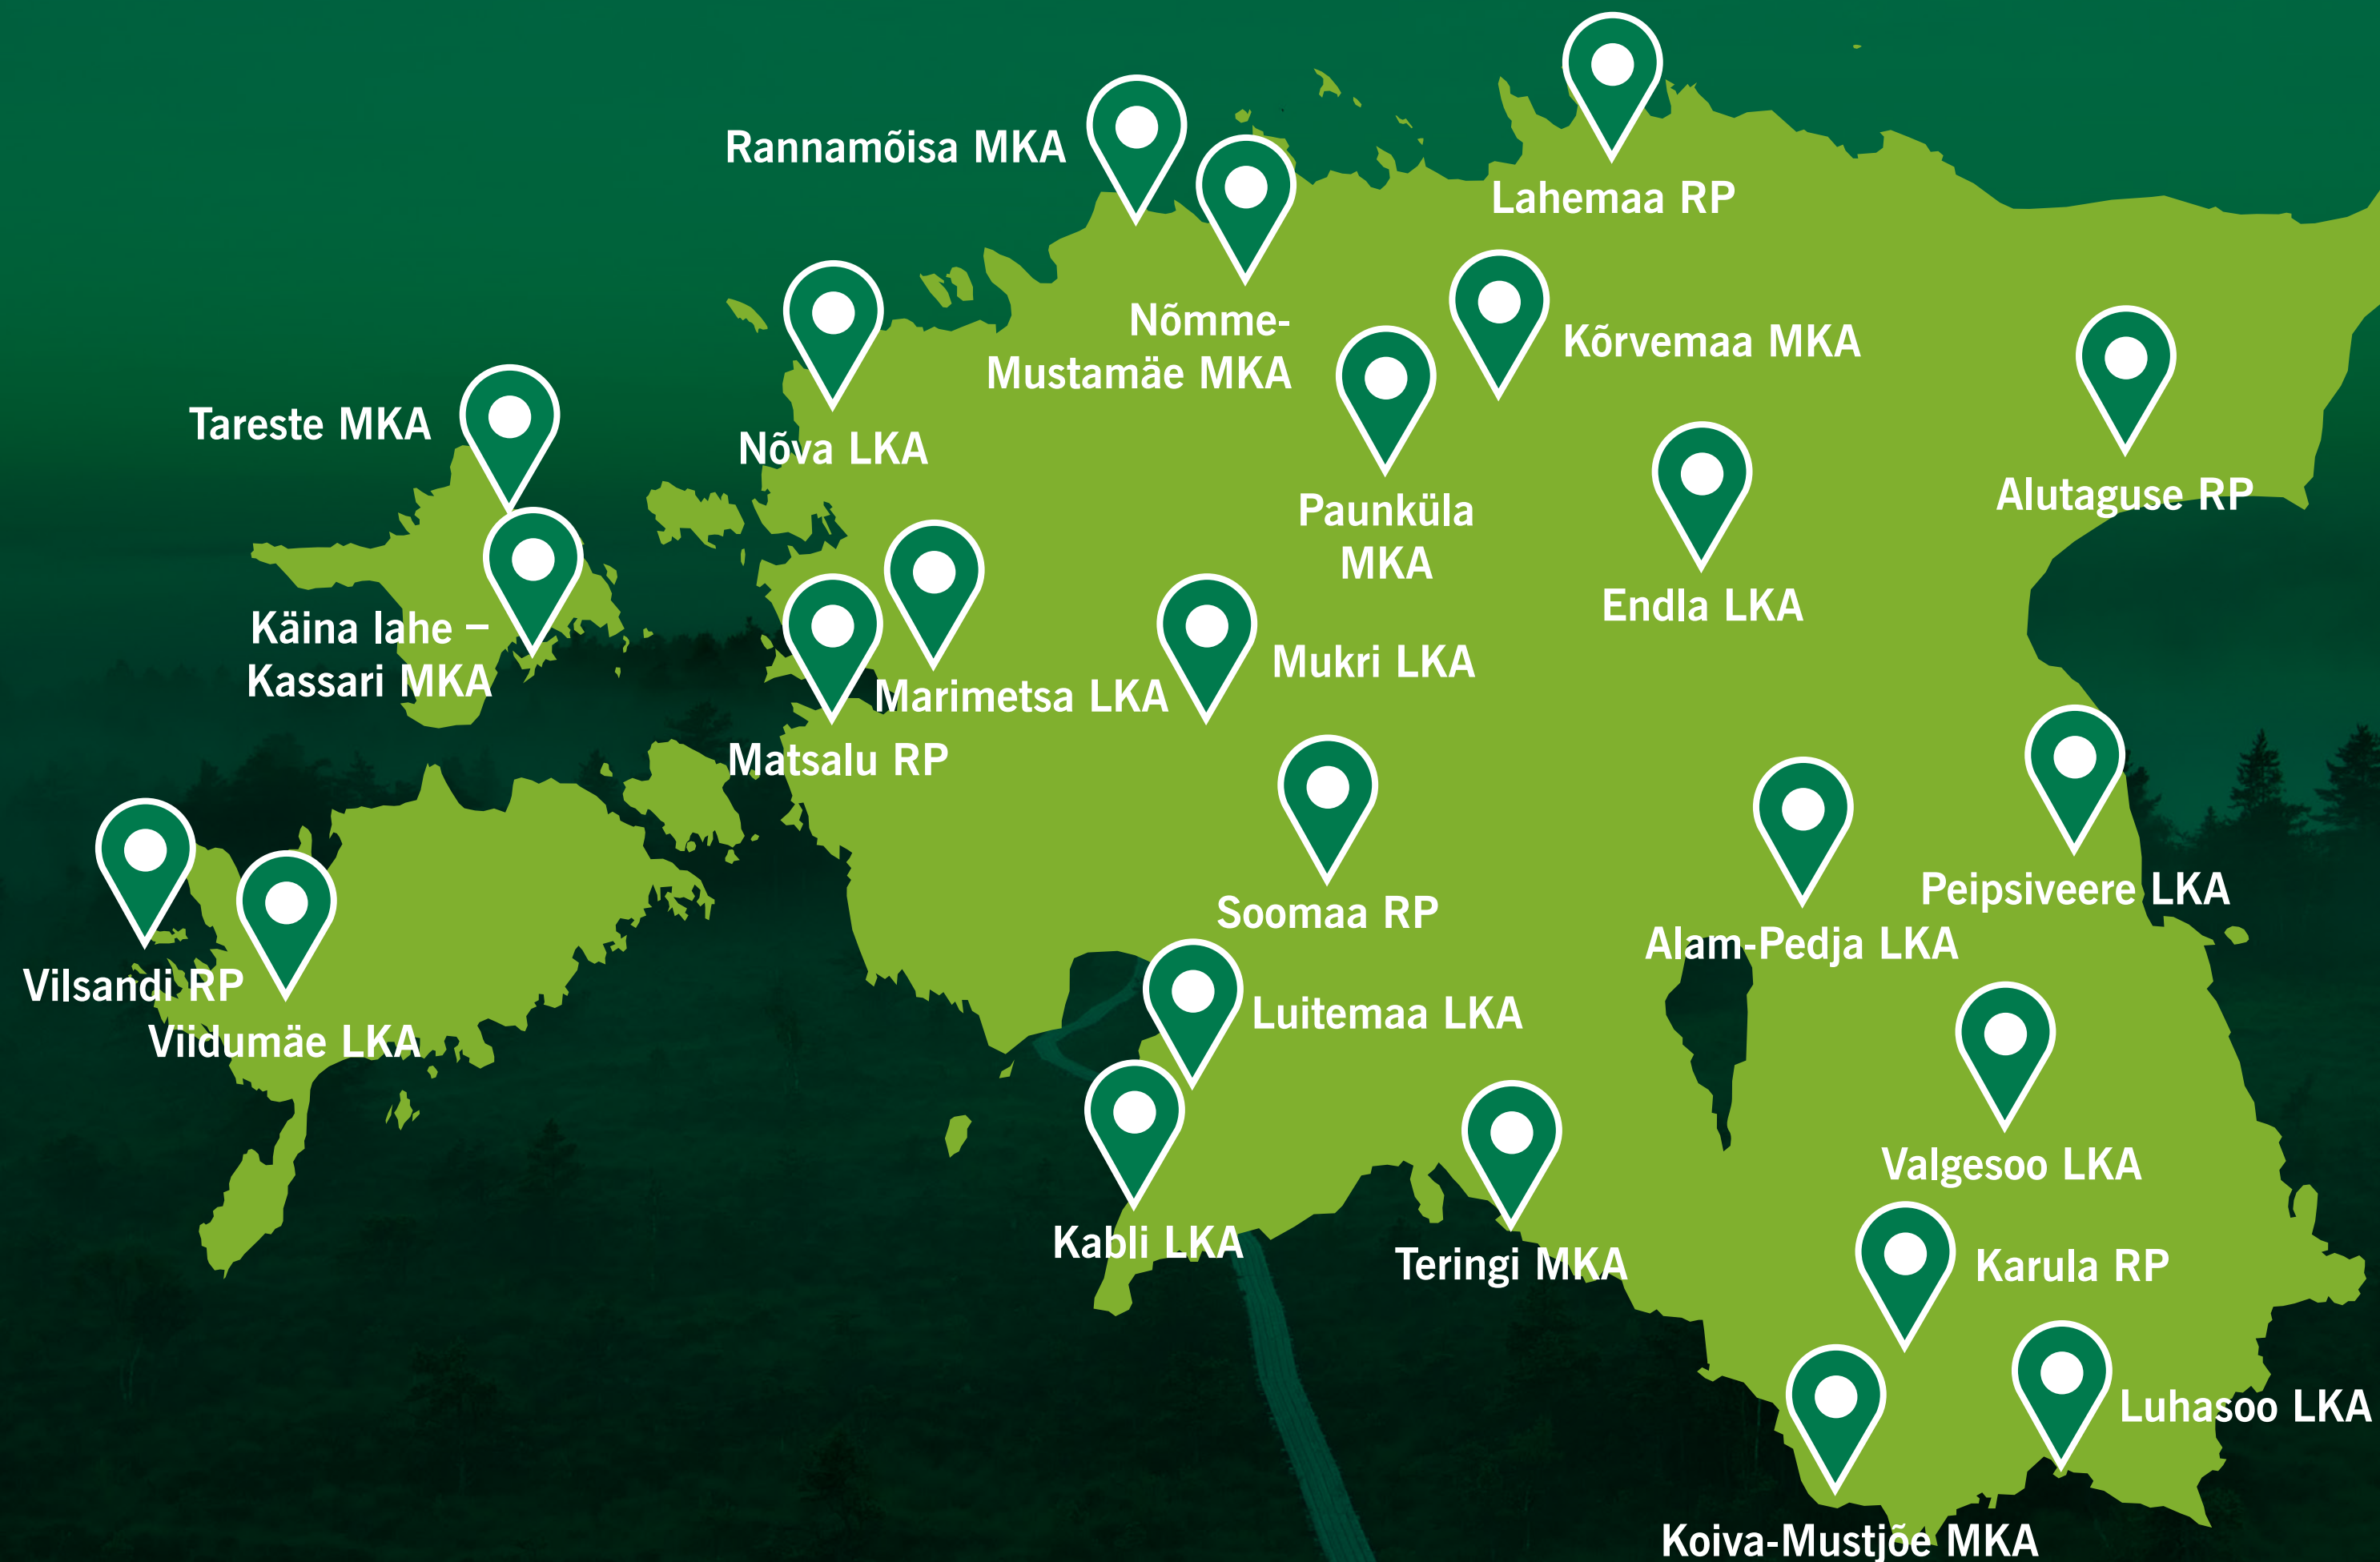 Rannamõisa MKA
Lahemaa RP
Nõmme-
Mustamäe MKA
Kõrvemaa MKA
Tareste MKA
Nõva LKA
Paunküla
MKA
Alutaguse RP
Endla LKA
Käina lahe –
Kassari MKA
Mukri LKA
Marimetsa LKA
Matsalu RP
Soomaa RP
Peipsiveere LKA
Alam-Pedja LKA
Vilsandi RP
Luitemaa LKA
Viidumäe LKA
Valgesoo LKA
Kabli LKA
Teringi MKA
Karula RP
Luhasoo LKA
Koiva-Mustjõe MKA